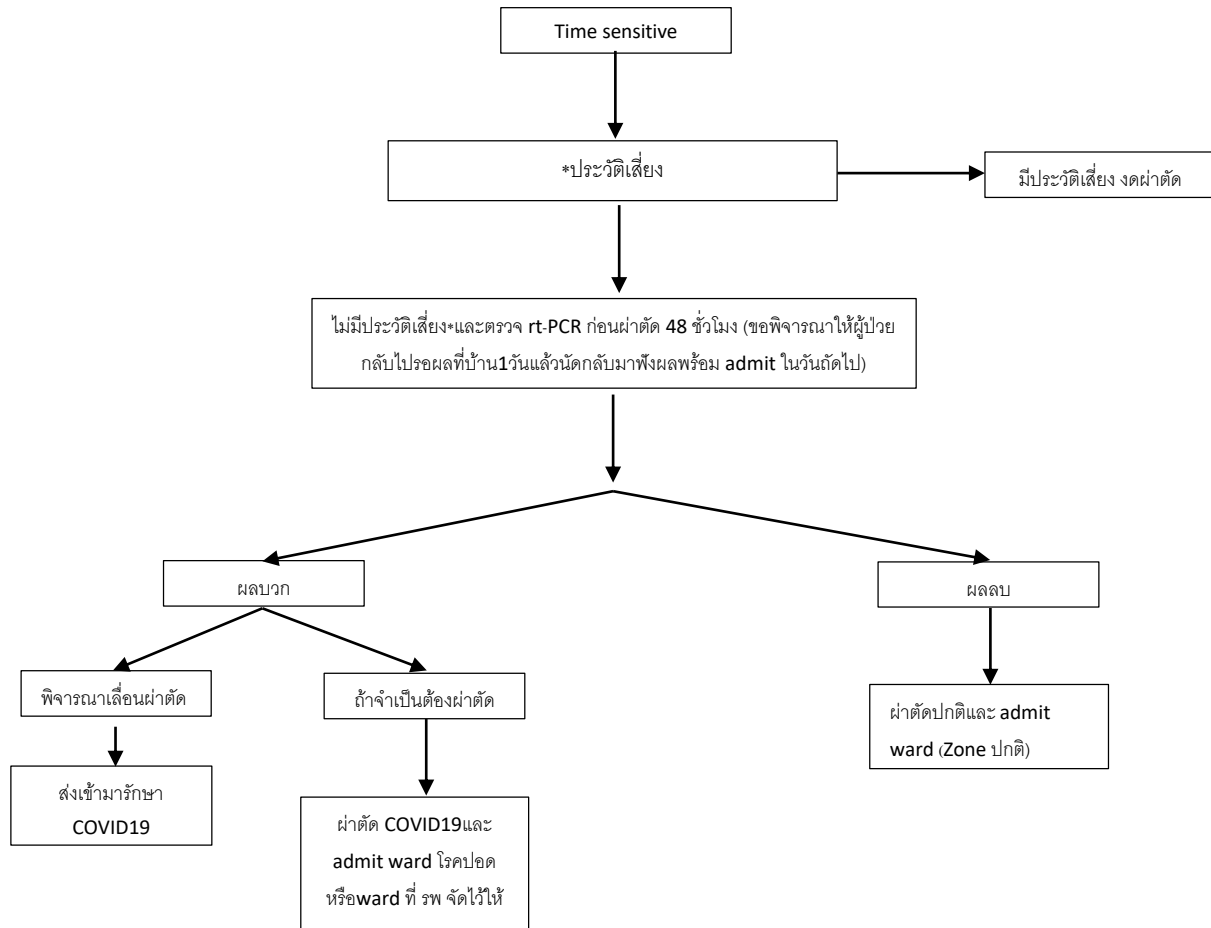 Time sensitive
*ประวัติเสี่ยง
มีประวัติเสี่ยง งดผ่าตัด
ไม่มีประวัติเสี่ยง*และตรวจ rt-PCR ก่อนผ่าตัด 48 ชั่วโมง (ขอพิจารณาให้ผู้ป่วย
กลับไปรอผลที่บ้าน1วันแล้วนัดกลับมาฟังผลพร้อม admit ในวันถัดไป)
ผลบวก
ผลลบ
พิจารณาเลื่อนผ่าตัด
ถ้าจำเป็นต้องผ่าตัด
ผ่าตัดปกติและ admit
ward (Zone ปกติ)
ส่งเข้ามารักษา
COVID19
ผ่าตัด COVID19และ
admit ward โรคปอด
หรือward ที่ รพ จัดไว้ให้